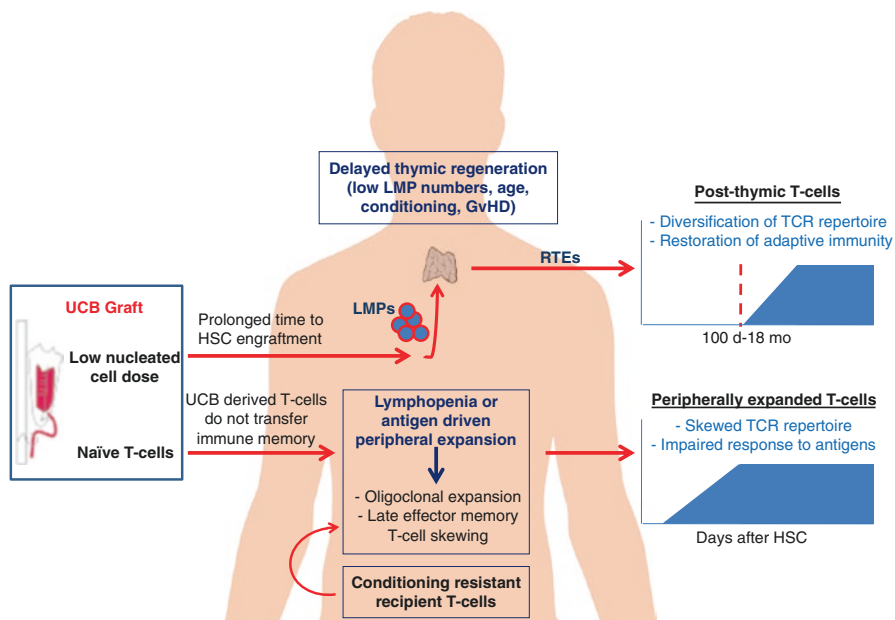 Delayed thymic regeneration
(low LMP numbers, age,
conditioning, GvHD)
Post-thymic T-cells
- Diversification of TCR repertoire
- Restoration of adaptive immunity
RTEs
100 d-18 mo
LMPs
UCB Graft
Low nucleated
cell dose
Naïve T-cells
Prolonged time to
HSC engraftment
UCB derived T-cells
do not transfer
immune memory
Lymphopenia or
antigen driven
peripheral expansion
- Oligoclonal expansion
- Late effector memory
T-cell skewing
Conditioning resistant
recipient T-cells
Peripherally expanded T-cells
- Skewed TCR repertoire
- Impaired response to antigens
Days after HSC